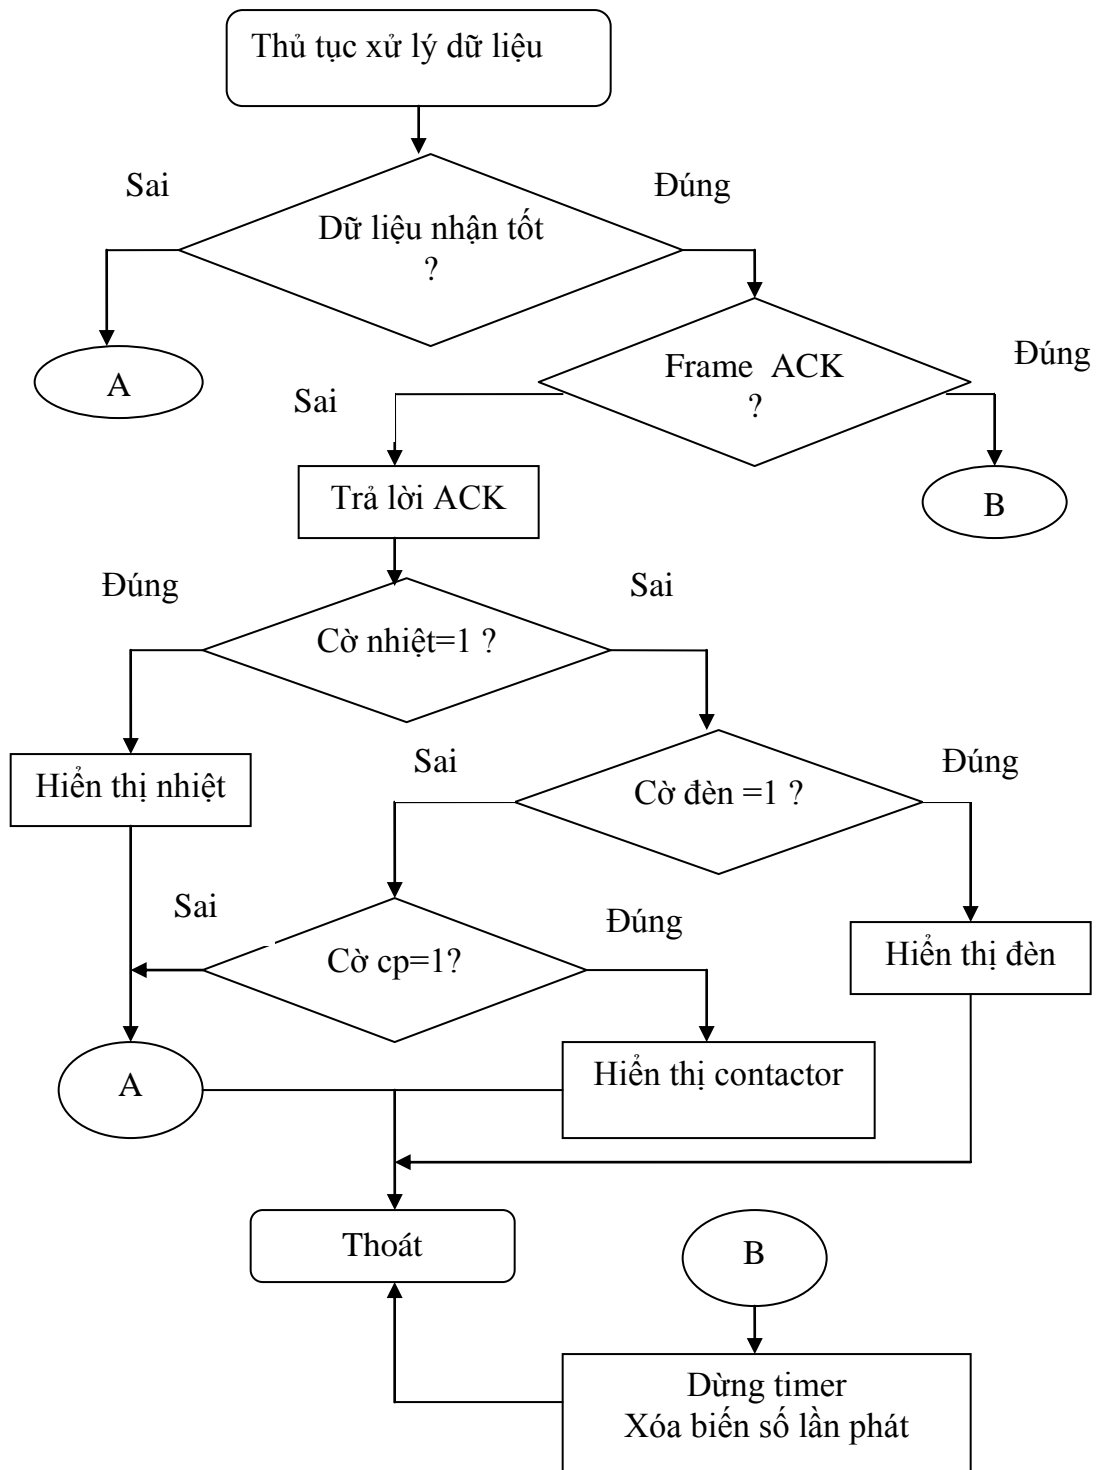 Thủ tục xử lý dữ liệu
Sai
Đúng
Dữ liệu nhận tốt
?
A
Frame ACK
?
Đúng
Sai
Trả lời ACK
B
Đúng
Sai
Cờ nhiệt=1 ?
Hiển thị nhiệt
Sai
Cờ đèn =1 ?
Đúng
Sai
Cờ cp=1?
Đúng
Hiển thị đèn
A
Hiển thị contactor
Thoát
B
Dừng timer
Xóa biến số lần phát